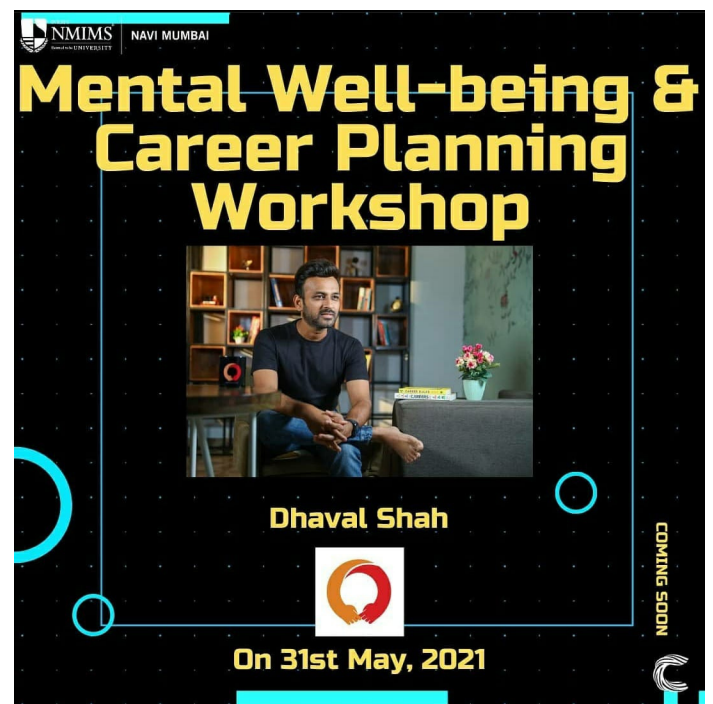 NMIMS
NAVI MUMBAI
Mental Well-being &
Career Planning
Workshop
Dhaval Shah
COMING SOON
On 31st May, 2021